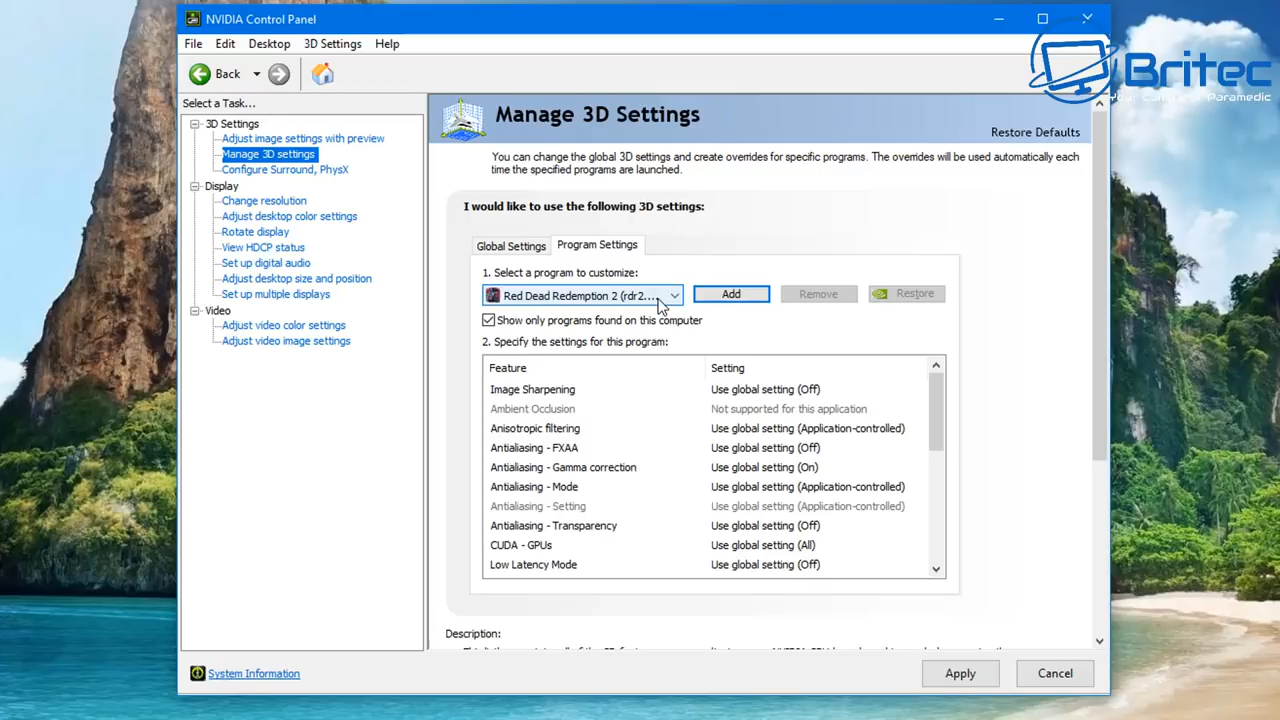 NVIDIA Control Panel
File Edit Desktop 3D Settings Help
Britec
Your Computer Paramedic
Back
Select a Task...
3D Settings
Adjust image settings with preview
Manage 3D settings
Configure Surround, PhysX
Display
Change resolution
Adjust desktop color settings
Rotate display
View HDCP status
Set up digital audio
Adjust desktop size and position
Set up multiple displays
Video
Adjust video color settings
Adjust video image settings
System Information
Manage 3D Settings
Restore Defaults
You can change the global 3D settings and create overrides for specific programs. The overrides will be used automatically each
time the specified programs are launched.
I would like to use the following 3D settings:
Global Settings Program Settings
1. Select a program to customize:
Red Dead Redemption 2 (rdr2.... Add Remove Restore
Show only programs found on this computer
2. Specify the settings for this program:
Feature Setting
Image Sharpening Use global setting (Off)
Ambient Occlusion Not supported for this application
Anisotropic filtering Use global setting (Application-controlled)
Antialiasing - FXAA Use global setting (Off)
Antialiasing - Gamma correction Use global setting (On)
Antialiasing - Mode Use global setting (Application-controlled)
Antialiasing - Setting Use global setting (Application-controlled)
Antialiasing - Transparency Use global setting (Off)
CUDA - GPUs Use global setting (All)
Low Latency Mode Use global setting (Off)
Description:
Apply Cancel